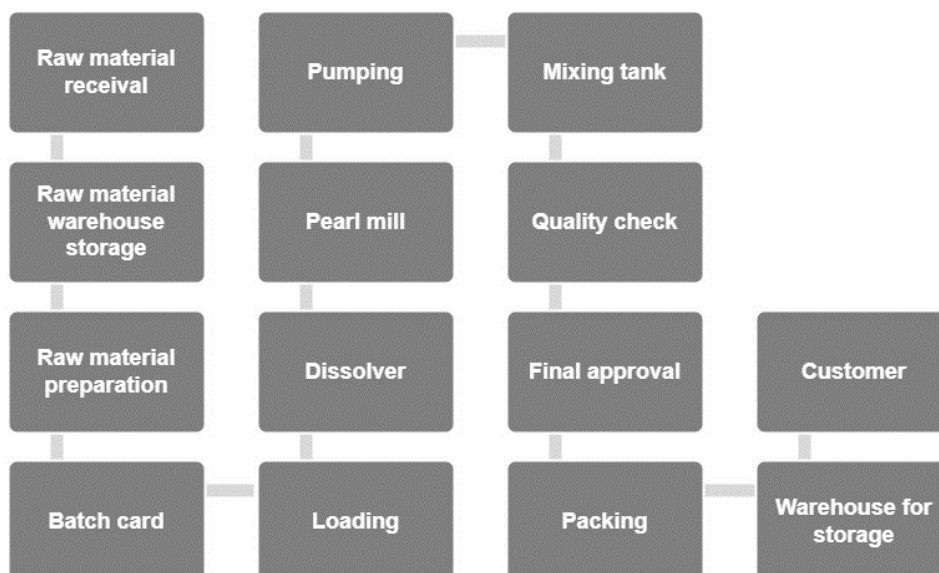 Raw material
receival
Raw material
warehouse
storage
Raw material
preparation
Batch card
Loading
Dissolver
Pearl mill
Pumping
Mixing tank
Quality check
Final approval
Packing
Warehouse for
storage
Customer